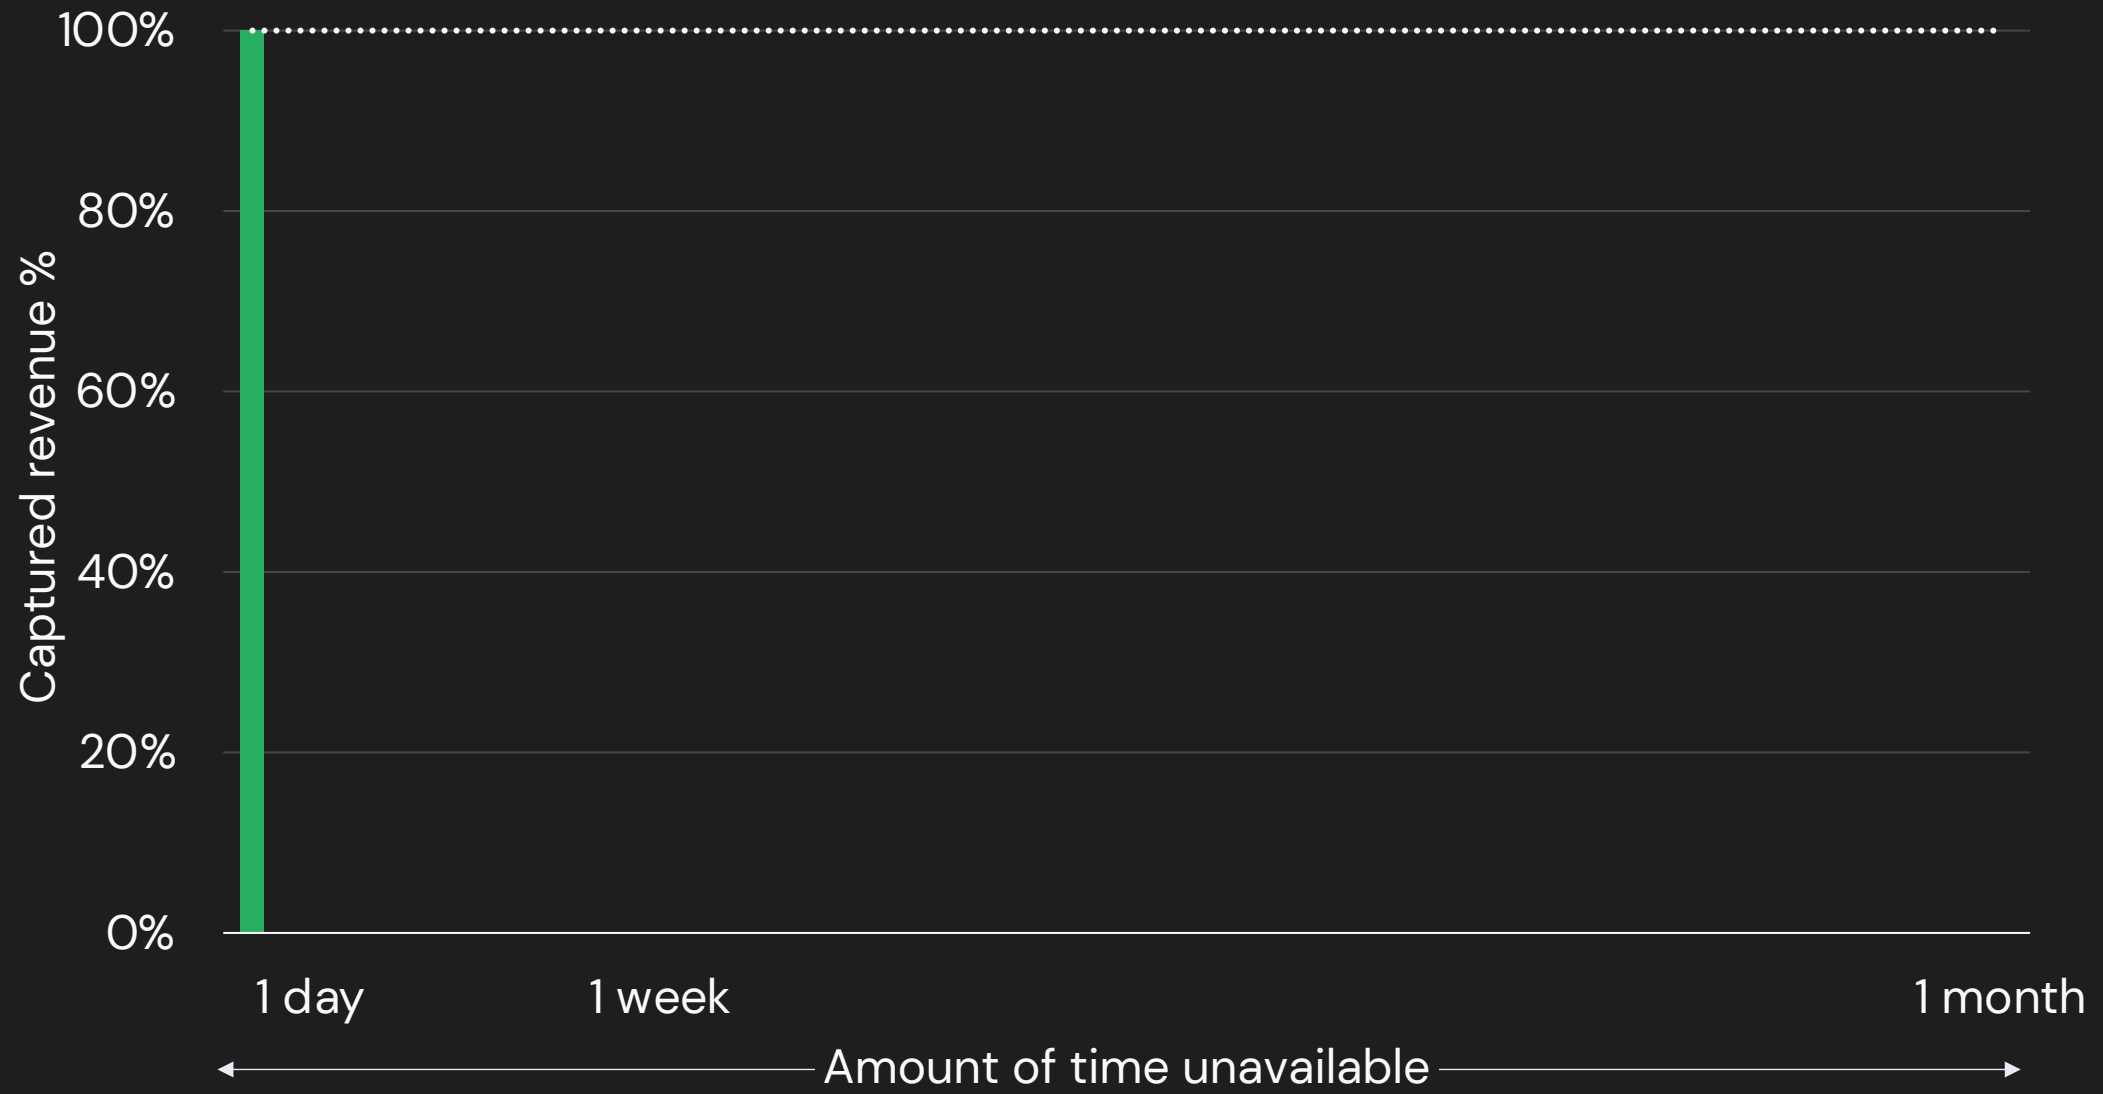 100%
80%
60%
40%
20%
0%
Captured revenue %
1 day
1 week
1 month
Amount of time unavailable